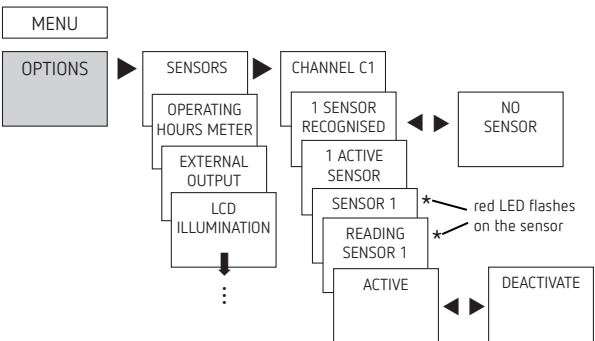 MENU
OPTIONS
SENSORS
OPERATING
HOURS METER
EXTERNAL
OUTPUT
LCD
ILLUMINATION
CHANNEL C1
1 SENSOR
RECOGNISED
NO
SENSOR
1 ACTIVE
SENSOR
SENSOR 1 *
READING
SENSOR 1 *
red LED flashes
on the sensor
ACTIVE
DEACTIVATE